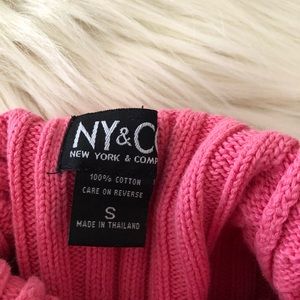 NY&C
NEW YORK & COMP
100% COTTON
CARE ON REVERSE
S
MADE IN THAILAND